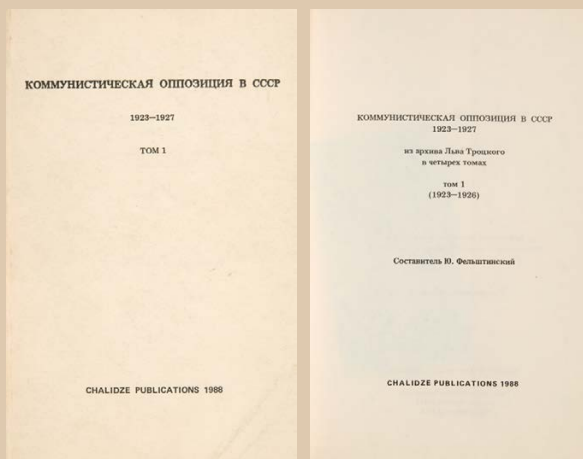 КОММУНИСТИЧЕСКАЯ ОППОЗИЦИЯ В СССР
1923—1927
ТОМ 1
CHALIDZE PUBLICATIONS 1988
КОММУНИСТИЧЕСКАЯ ОППОЗИЦИЯ В СССР
1923—1927
из архива Льва Троцкого
в четырех томах
том 1
(1923—1926)
Составитель Ю. Фельштинский
CHALIDZE PUBLICATIONS 1988